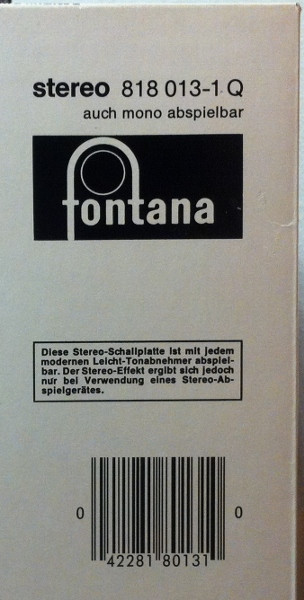 stereo 818 013-1 Q
auch mono abspielbar
fontana
Diese Stereo-Schallplatte ist mit jedem
modernen Leicht-Tonabnehmer abspiel-
bar. Der Stereo-Effekt ergibt sich jedoch
nur bei Verwendung eines Stereo-Ab-
spielgerätes.
0 42281 80131 0